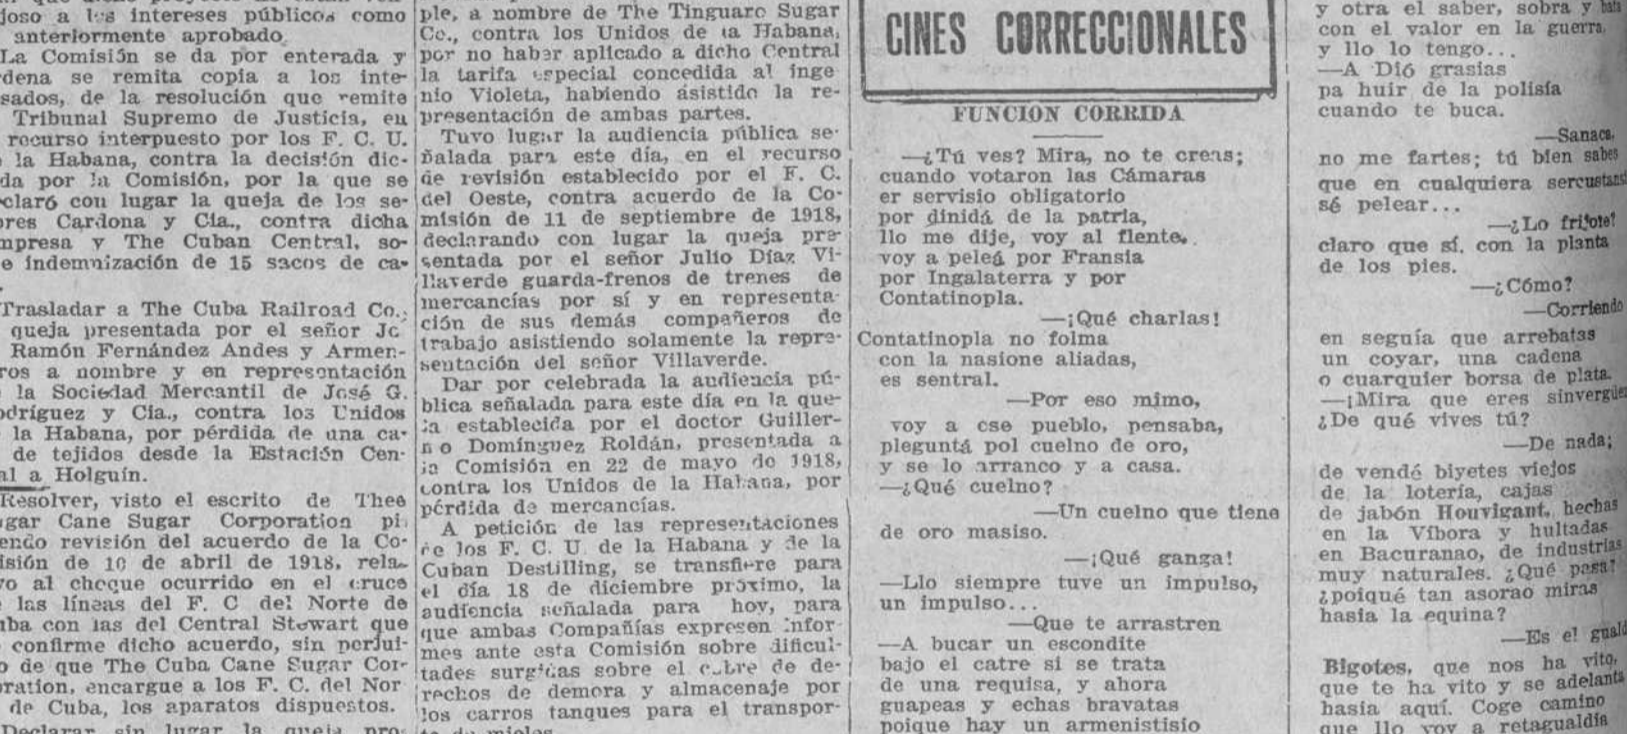 joso a los intereses públicos como
anteriormente aprobado
La Comisión se da por enterada y
dena se remita copia a los inte-
sados, de la resolución que remite
Tribunal Supremo de Justicia, en
recurso interpuesto por los F. C. U.
la Habana, contra la decisión dic-
da por la Comisión, por la que se
claró con lugar la queja de los se-
ores Cardona y Cia., contra dicha
mpresa y The Cuban Central, so-
e indemnización de 15 sacos de ca-
Trasladar a The Cuba Railroad Co.,
queja presentada por el señor Jc
Ramón Fernández Andes y Armen-
ros a nombre y en representación
la Sociedad Mercantil de José G.
odríguez y Cia., contra los Unidos
la Habana, por pérdida de una ca-
de tejidos desde la Estación Cen-
al a Holguín.
Resolver, visto el escrito de Thee
gar Cane Sugar Corporation pi
endo revisión del acuerdo de la Co-
isión de 10 de abril de 1918, rela-
vo al choque ocurrido en el cruce
las líneas del F. C del Norte de
uba con las del Central Stewart que
confirme dicho acuerdo, sin perjui-
o de que The Cuba Cane Sugar Cor-
ration, encargue a los F. C. del Nor
de Cuba, los aparatos dispuestos.
Declarar sin lugar la queja pro-
ple, a nombre de The Tinguaro Sugar
Co., contra los Unidos de la Habana,
por no haber aplicado a dicho Central
la tarifa especial concedida al inge
nio Violeta, habiendo asistido la re-
presentación de ambas partes.
Tuvo lugar la audiencia pública se-
ñalada para este día, en el recurso
de revisión establecido por el F. C.
del Oeste, contra acuerdo de la Co-
misión de 11 de septiembre de 1918,
declarando con lugar la queja pre-
sentada por el señor Julio Díaz Vi-
llaverde guarda-frenos de trenes de
mercancías por sí y en representa-
ción de sus demás compañeros de
trabajo asistiendo solamente la repre-
sentación del señor Villaverde.
Dar por celebrada la audiencia pú-
blica señalada para este día en la que-
ja establecida por el doctor Guiller-
no Domínguez Roldán, presentada a
la Comisión en 22 de mayo de 1918,
contra los Unidos de la Habana, por
pérdida de mercancías.
A petición de las representaciones
de los F. C. U. de la Habana y de la
Cuban Destilling, se transfiere para
el día 18 de diciembre próximo, la
audiencia señalada para hoy, para
que ambas Compañías expresen infor-
mes ante esta Comisión sobre dificul-
tades surgidas sobre el cobre de de-
rechos de demora y almacenaje por
los carros tanques para el transpor-
te de mieles
CINES CORRECCIONALES
FUNCION CORRIDA
—¿Tú ves? Mira, no te creas;
cuando votaron las Cámaras
er servisio obligatorio
por dinidá de la patria,
llo me dije, voy al flente.
voy a peleá por Fransia
por Ingalaterra y por
Contatinopla.
—¡Qué charlas!
Contatinopla no folma
con la nasione aliadas,
es sentral.
—Por eso mimo,
voy a ese pueblo, pensaba,
pleguntá pol cuelno de oro,
y se lo arranco y a casa.
—¿Qué cuelno?
—Un cuelno que tiene
de oro masiso.
—¡Qué ganga!
—Llo siempre tuve un impulso,
un impulso...
—Que te arrastren
—A bucar un escondite
bajo el catre si se trata
de una requisa, y ahora
guapeas y echas bravatas
poique hay un armenistisio
y otra el saber, sobra y
con el valor en la guerra,
y llo lo tengo...
—A Dió grasias
pa huir de la polisía
cuando te buca.
—Sanaca,
no me fartes; tú bien sabes
que en cualquiera sercustansi
sé pelear...
—¿Lo frijote?
claro que sí, con la planta
de los pies.
—¿Cómo?
—Corriendo
en seguía que arrebatas
un coyar, una cadena
o cuarquier borsa de plata.
—¡Mira que eres sinvergüe
¿De qué vives tú?
—De nada;
de vendé biyetes viejos
de la lotería, cajas
de jabón Houvigant, hechas
en la Víbora y hultadas
en Bacuranao, de industrias
muy naturales. ¿Qué pasa?
¿poiqué tan asorao miras
hasia la equina?
—Es el guald
Bigotes, que nos ha vito,
que te ha vito y se adelanta
hasia aquí. Coge camino
que llo voy a retagualdia